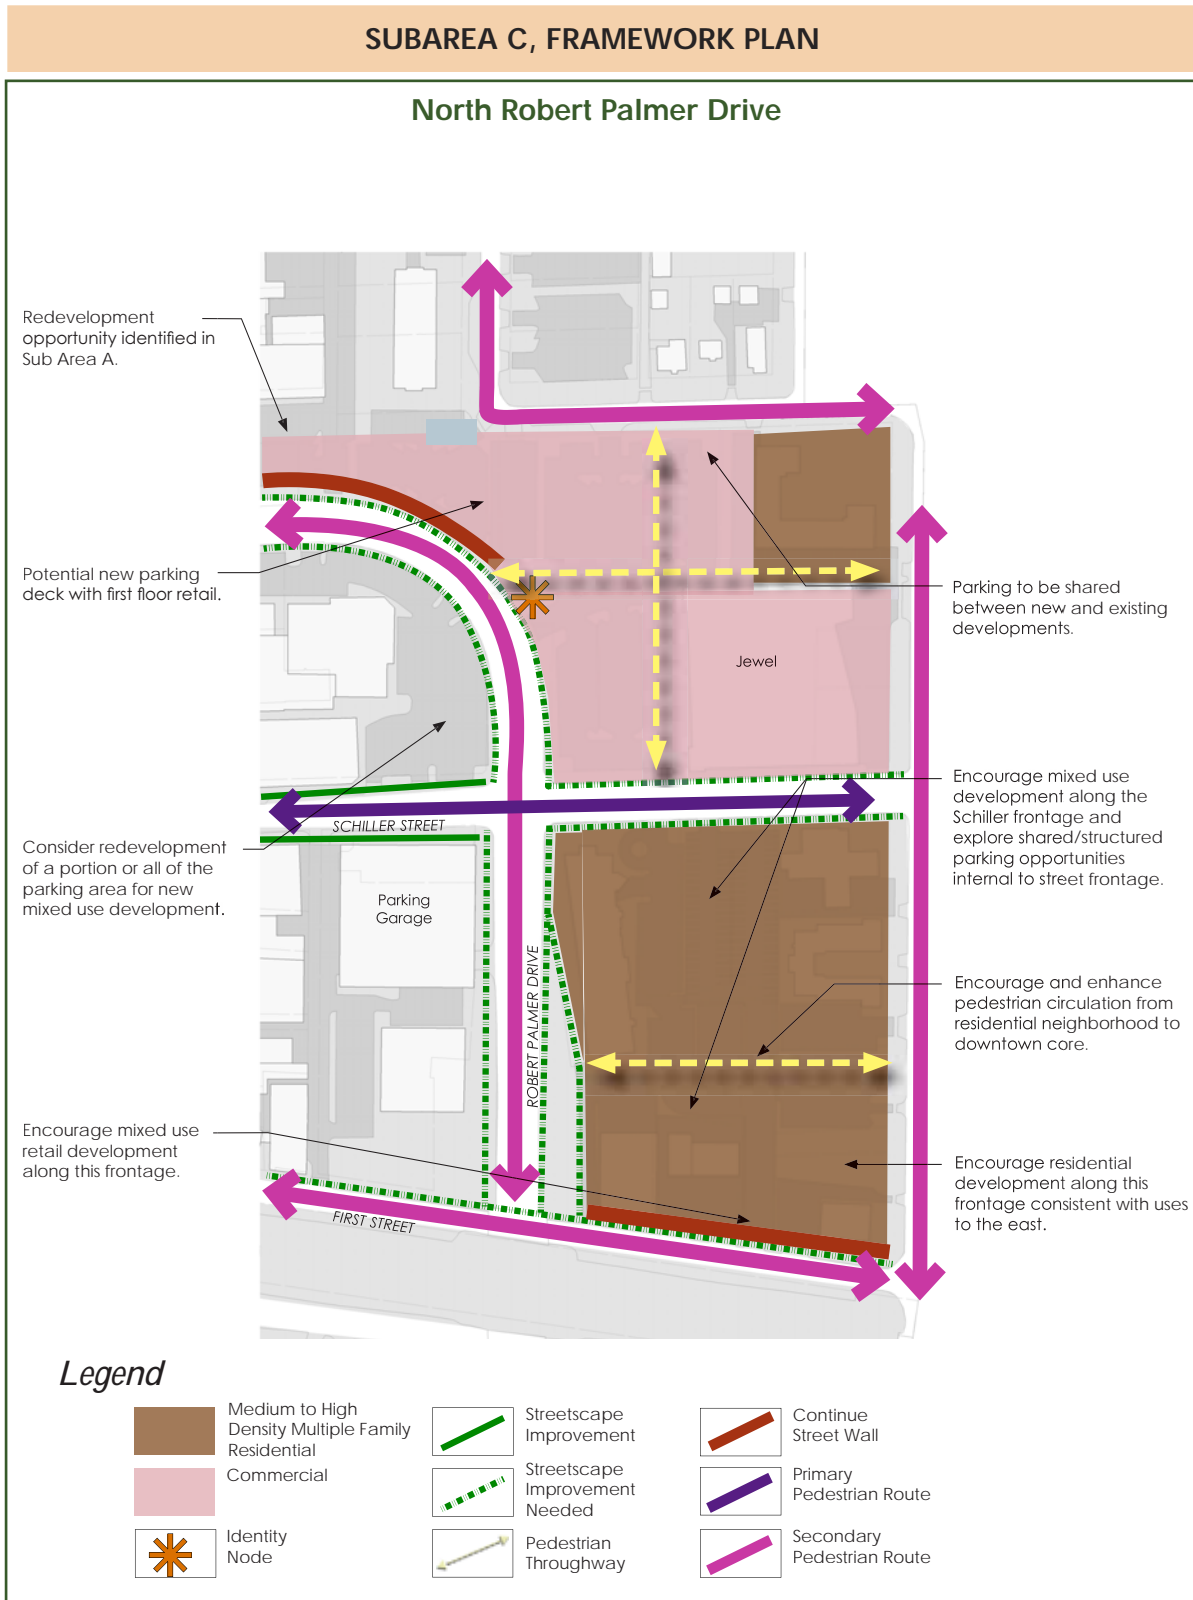 SUBAREA C, FRAMEWORK PLAN
North Robert Palmer Drive
Redevelopment
opportunity identified in
Sub Area A.
Potential new parking
deck with first floor retail.
Parking to be shared
between new and existing
developments.
Jewel
Encourage mixed use
development along the
Schiller frontage and
explore shared/structured
parking opportunities
internal to street frontage.
SCHILLER STREET
Consider redevelopment
of a portion or all of the
parking area for new
mixed use development.
Parking
Garage
ROBERT PALMER DRIVE
Encourage and enhance
pedestrian circulation from
residential neighborhood to
downtown core.
Encourage mixed use
retail development
along this frontage.
Encourage residential
development along this
frontage consistent with uses
to the east.
FIRST STREET
Legend
Medium to High
Density Multiple Family
Residential
Commercial
Identity
Node
Streetscape
Improvement
Streetscape
Improvement
Needed
Pedestrian
Throughway
Continue
Street Wall
Primary
Pedestrian Route
Secondary
Pedestrian Route